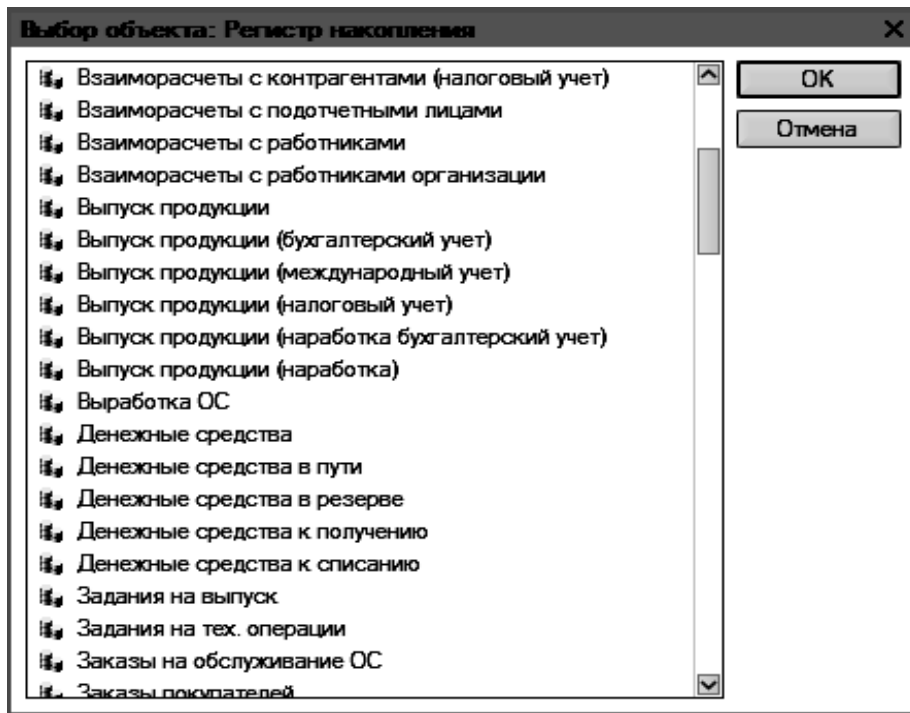 Выбор объекта: Регистр накопления
Взаиморасчеты с контрагентами (налоговый учет)
Взаиморасчеты с подотчетными лицами
Взаиморасчеты с работниками
Взаиморасчеты с работниками организации
Выпуск продукции
Выпуск продукции (бухгалтерский учет)
Выпуск продукции (международный учет)
Выпуск продукции (налоговый учет)
Выпуск продукции (наработка бухгалтерский учет)
Выпуск продукции (наработка)
Выработка ОС
Денежные средства
Денежные средства в пути
Денежные средства в резерве
Денежные средства к получению
Денежные средства к списанию
Задания на выпуск
Задания на тех. операции
Заказы на обслуживание ОС
Заказы покупателей
OK
Отмена